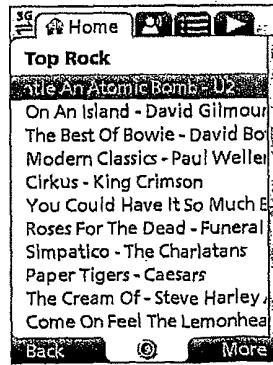 3G
Home
Top Rock
ntle An Atomic Bomb - U2
On An Island - David Gilmour
The Best Of Bowie - David Bo
Modern Classics - Paul Weller
Cirkus - King Crimson
You Could Have It So Much B
Roses For The Dead - Funeral
Simpatico - The Charlatans
Paper Tigers - Caesars
The Cream Of - Steve Harley
Come On Feel The Lemonhea
Back
More